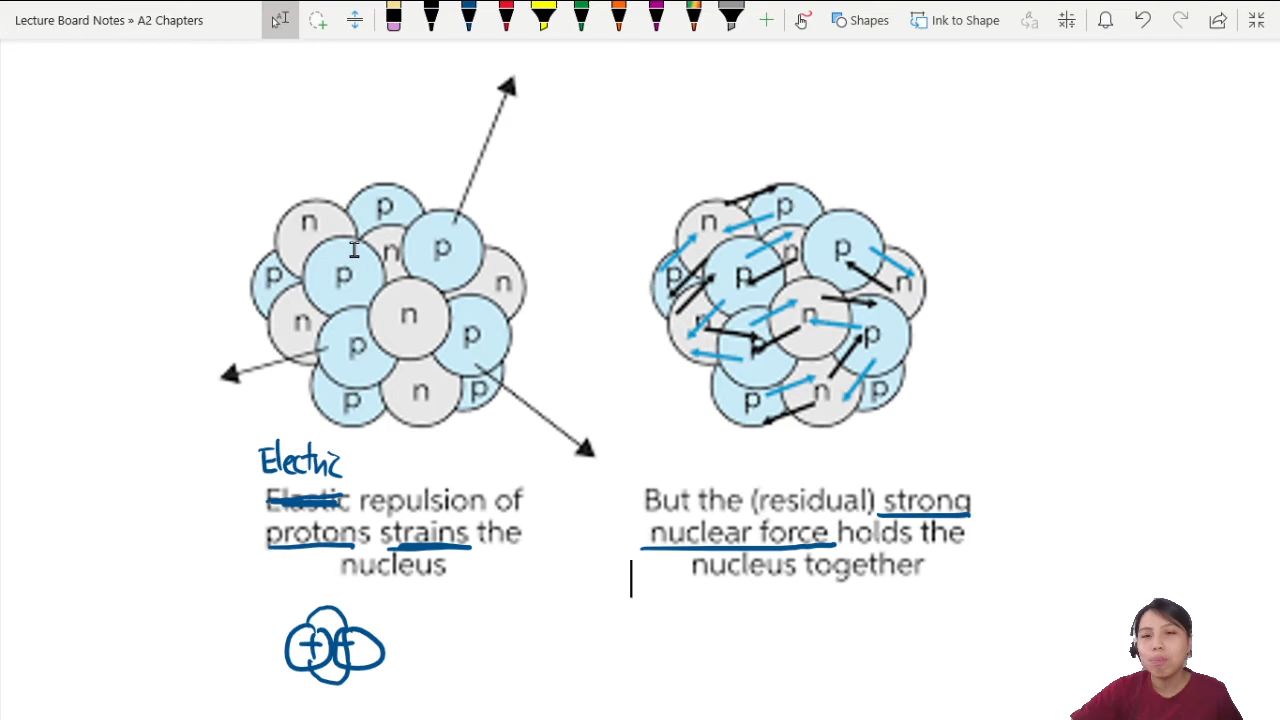 Lecture Board Notes » A2 Chapters
Shapes
Ink to Shape
n
p
p
n
p
p
n
n
n
p
p
p
n
p
n
p
p
n
p
p
n
n
n
p
p
p
n
p
Electric
Elastic repulsion of
protons strains the
nucleus
But the (residual) strong
nuclear force holds the
nucleus together
+ +